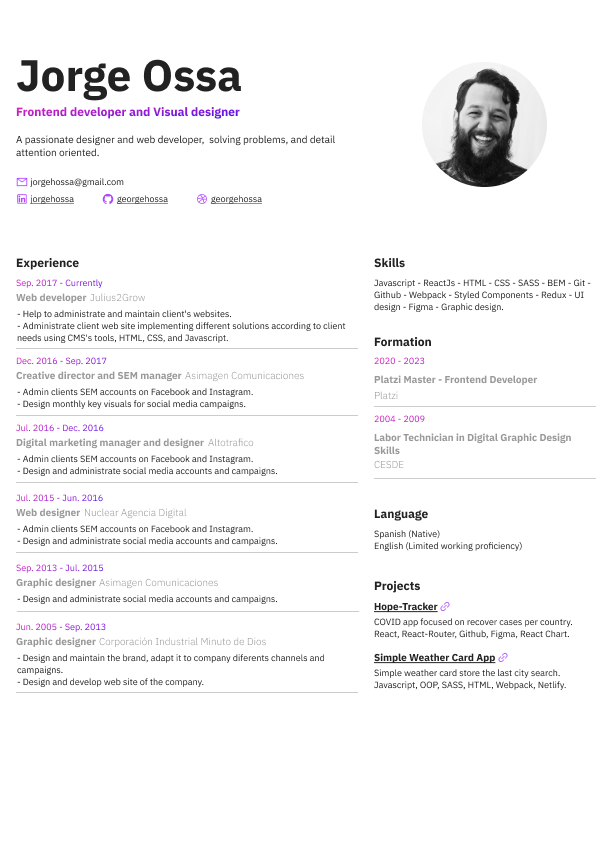 Jorge Ossa
Frontend developer and Visual designer
A passionate designer and web developer,  solving problems, and detail
attention oriented.
jorgehossa@gmail.com
jorgehossa georgehossa georgehossa
Experience
Sep. 2017 - Currently
Web developer Julius2Grow
- Help to administrate and maintain client's websites.
- Administrate client web site implementing different solutions according to client
needs using CMS's tools, HTML, CSS, and Javascript.
Dec. 2016 - Sep. 2017
Creative director and SEM manager Asimagen Comunicaciones
- Admin clients SEM accounts on Facebook and Instagram.
- Design monthly key visuals for social media campaigns.
Jul. 2016 - Dec. 2016
Digital marketing manager and designer Altotrafico
- Admin clients SEM accounts on Facebook and Instagram.
- Design and administrate social media accounts and campaigns.
Jul. 2015 - Jun. 2016
Web designer Nuclear Agencia Digital
- Admin clients SEM accounts on Facebook and Instagram.
- Design and administrate social media accounts and campaigns.
Sep. 2013 - Jul. 2015
Graphic designer Asimagen Comunicaciones
- Design and administrate social media accounts and campaigns.
Jun. 2005 - Sep. 2013
Graphic designer Corporación Industrial Minuto de Dios
- Design and maintain the brand, adapt it to company diferents channels and
campaigns.
- Design and develop web site of the company.
Skills
Javascript - ReactJs - HTML - CSS - SASS - BEM - Git -
Github - Webpack - Styled Components - Redux - UI
design - Figma - Graphic design.
Formation
2020 - 2023
Platzi Master - Frontend Developer
Platzi
2004 - 2009
Labor Technician in Digital Graphic Design
Skills
CESDE
Language
Spanish (Native)
English (Limited working proficiency)
Projects
Hope-Tracker
COVID app focused on recover cases per country.
React, React-Router, Github, Figma, React Chart.
Simple Weather Card App
Simple weather card store the last city search.
Javascript, OOP, SASS, HTML, Webpack, Netlify.